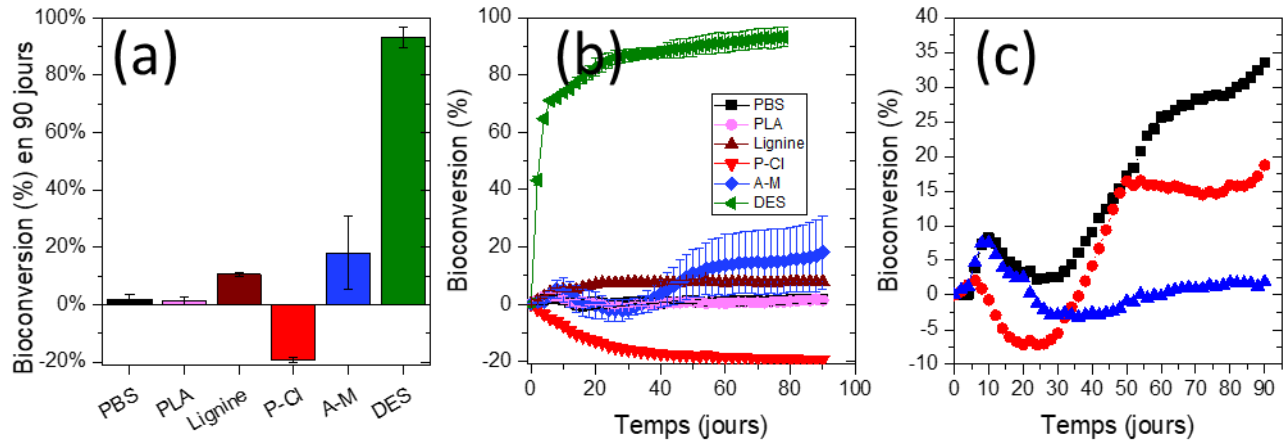 (a)
Bioconversion (%) en 90 jours
100%
80%
60%
40%
20%
0%
-20%
PBS
PLA
Lignine
P-Cl
A-M
DES
(b)
Bioconversion (%)
100
80
60
40
20
0
-20
PBS
PLA
Lignine
P-Cl
A-M
DES
0 20 40 60 80 100
Temps (jours)
(c)
Bioconversion (%)
40
35
30
25
20
15
10
5
0
-5
-10
0 10 20 30 40 50 60 70 80 90
Temps (jours)